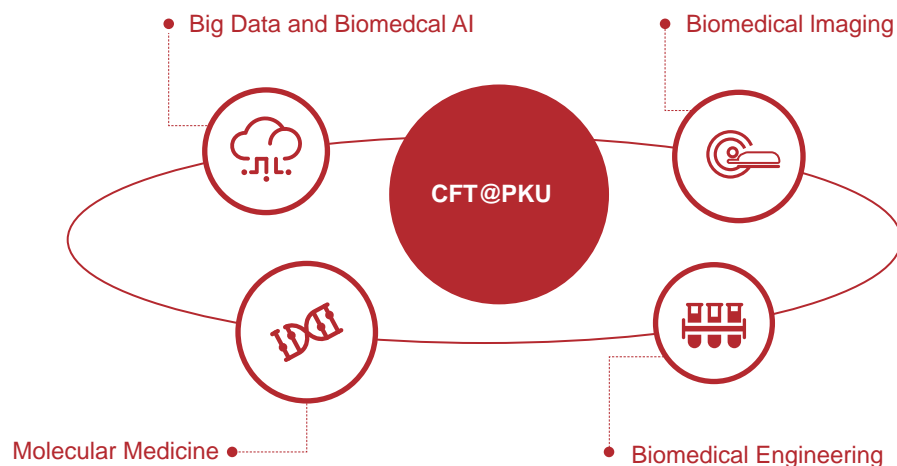 Big Data and Biomedcal AI
Biomedical Imaging
CFT@PKU
Molecular Medicine
Biomedical Engineering